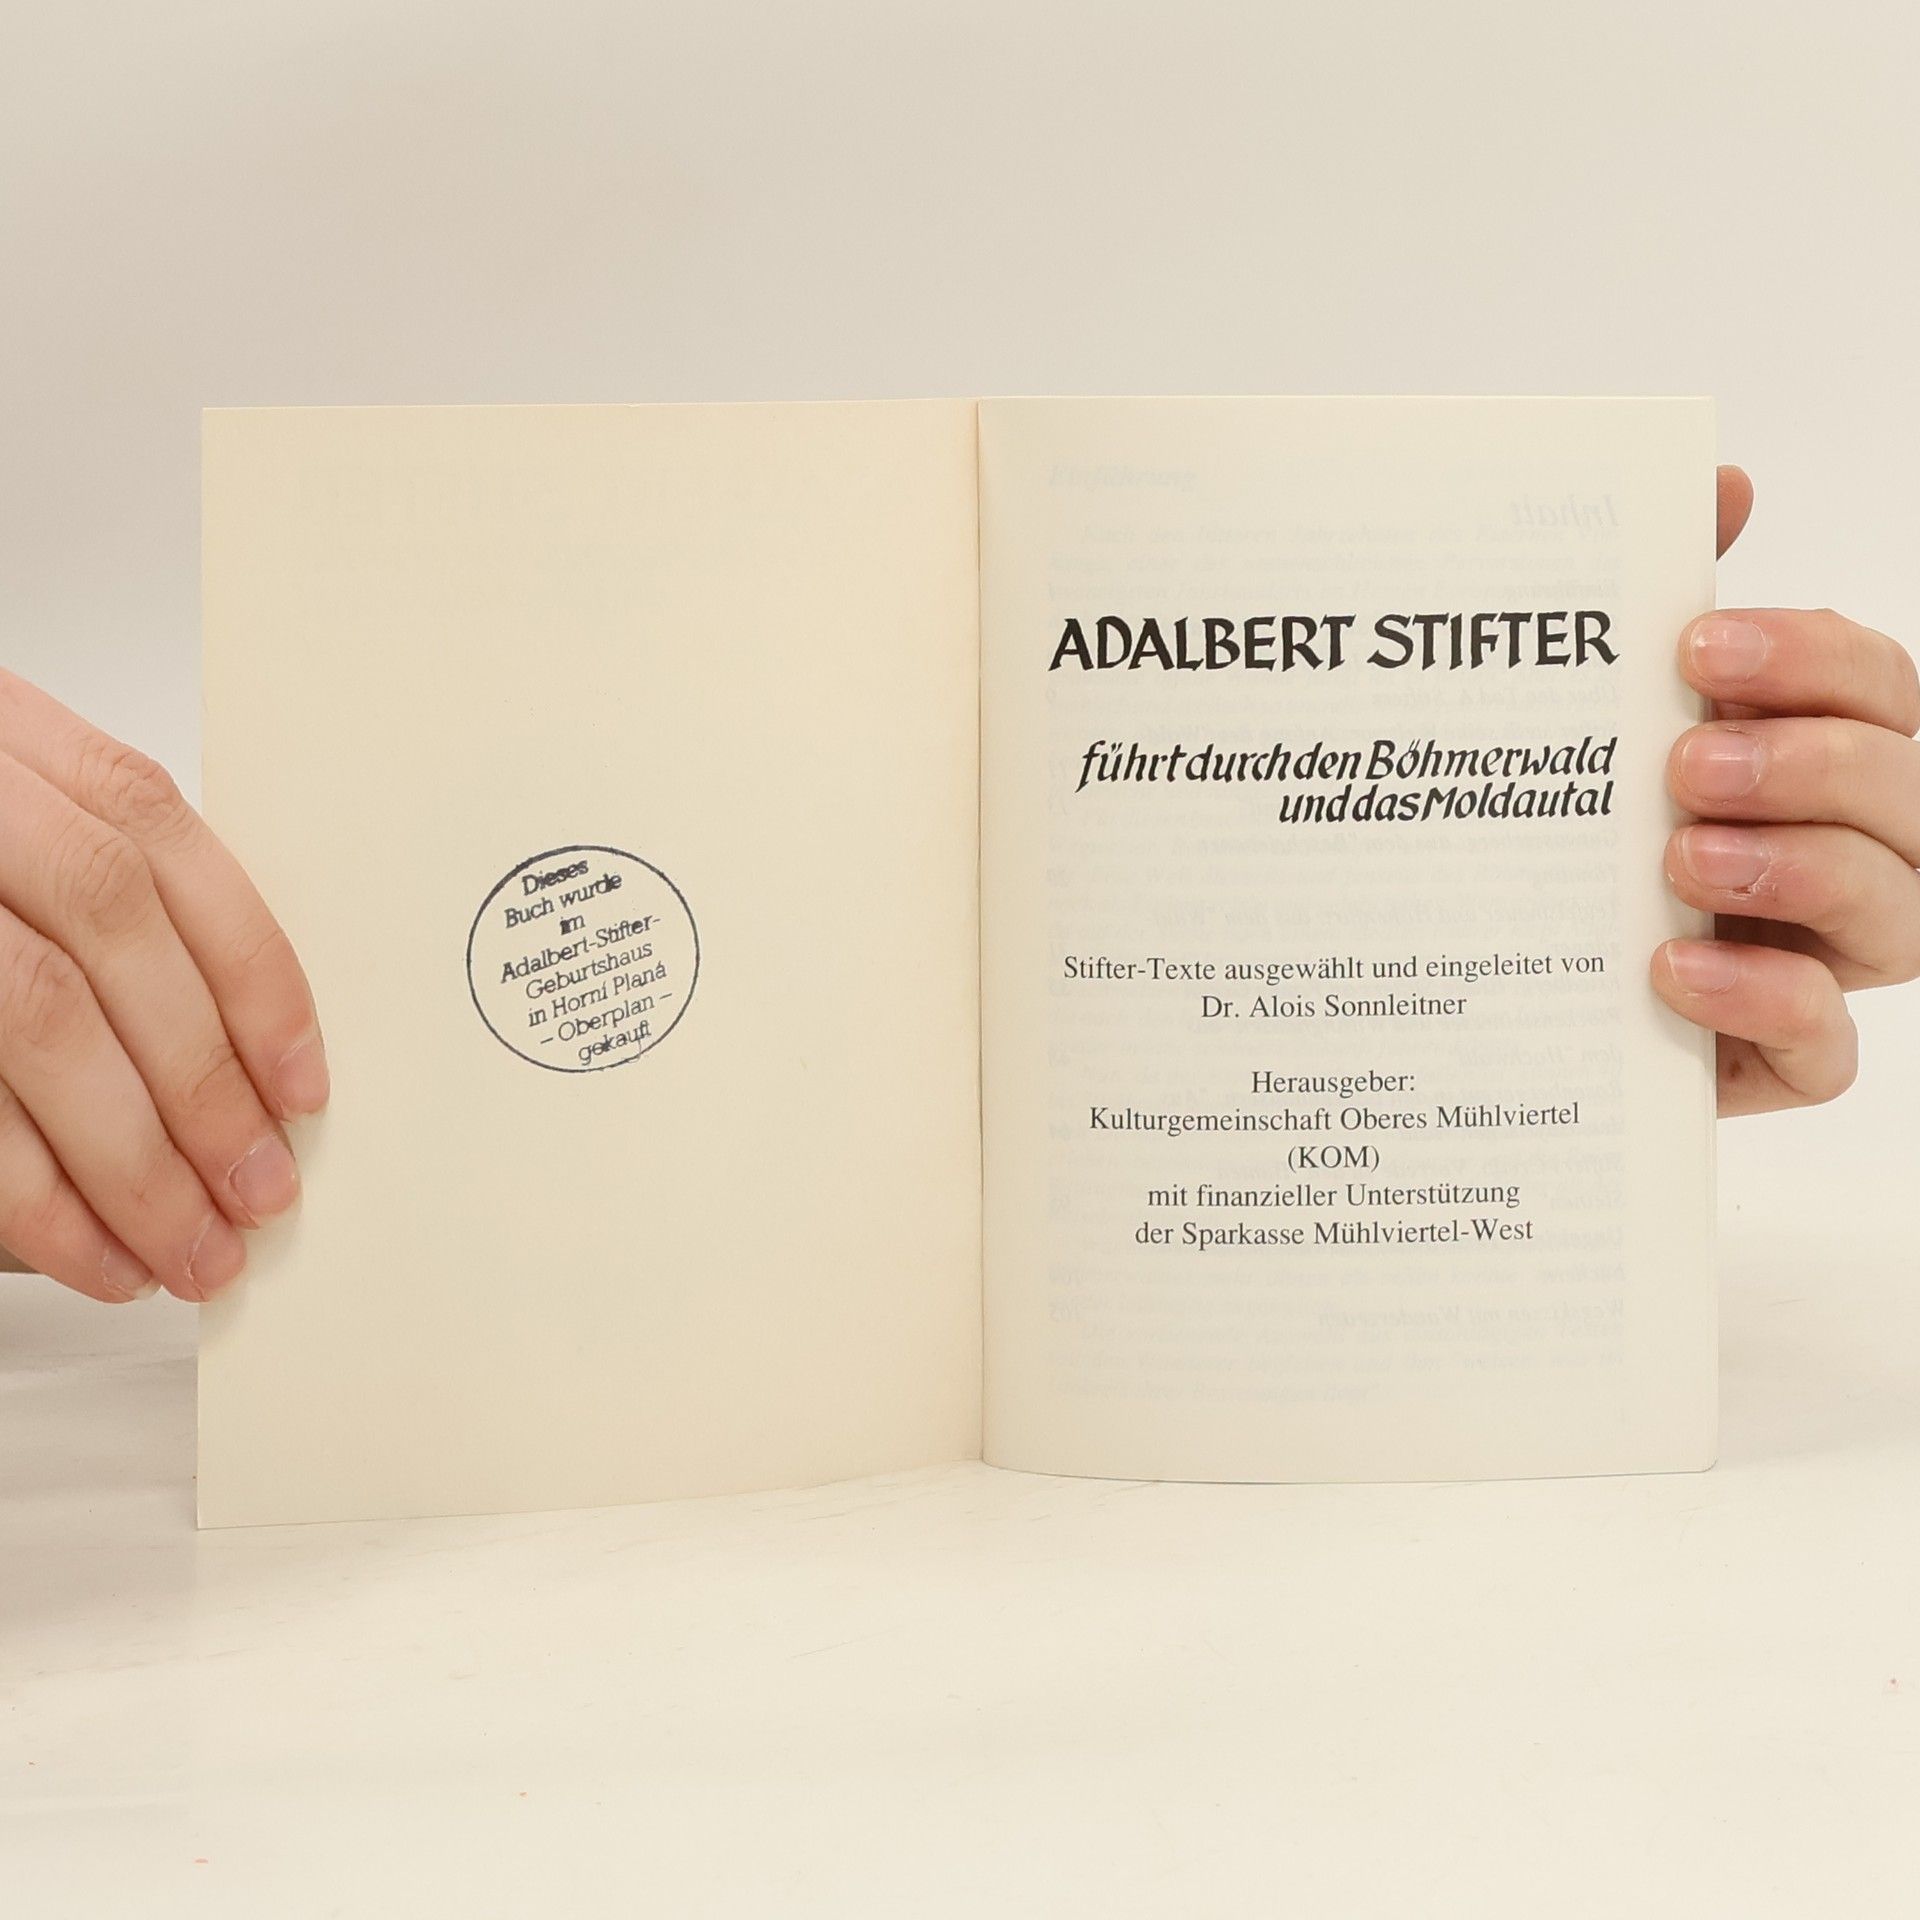 Dieses
Buch wurde
im
Adalbert-Stifter-
Geburtshaus
in Horní Planá
– Oberplan –
gekauft
ADALBERT STIFTER
führt durch den Böhmerwald
und das Moldautal
Stifter-Texte ausgewählt und eingeleitet von
Dr. Alois Sonnleitner
Herausgeber:
Kulturgemeinschaft Oberes Mühlviertel
(KOM)
mit finanzieller Unterstützung
der Sparkasse Mühlviertel-West